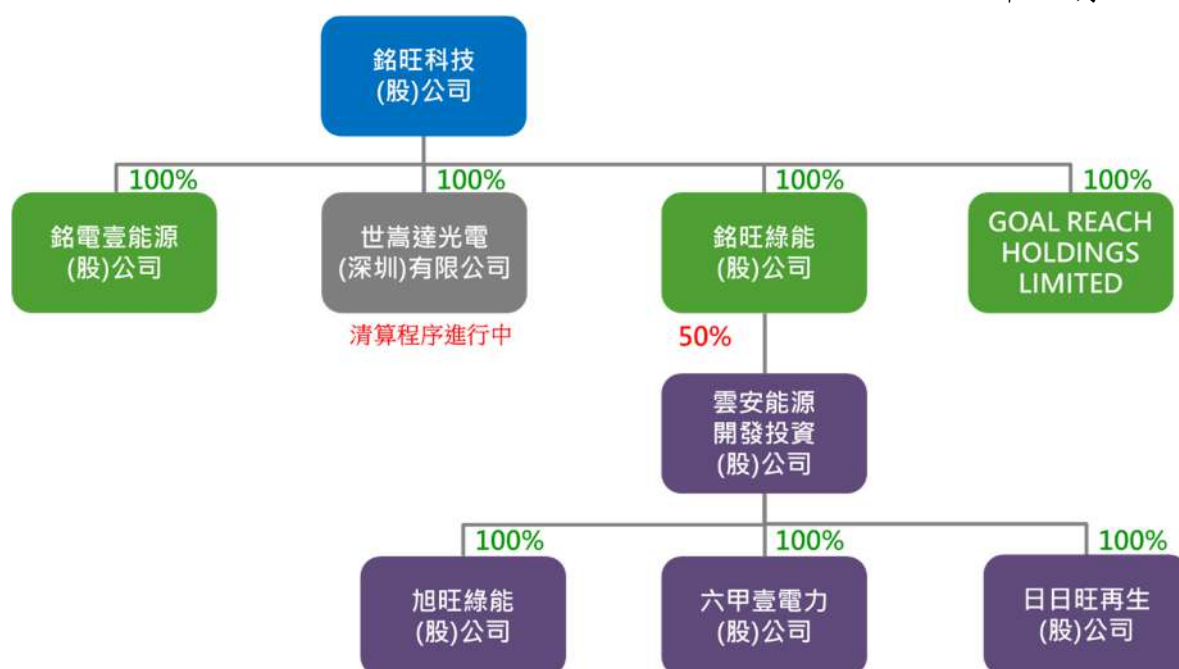 銘旺科技
(股)公司
100%
100%
100%
100%
銘電壹能源
(股)公司
世嵩達光電
(深圳)有限公司
銘旺綠能
(股)公司
GOAL REACH
HOLDINGS
LIMITED
清算程序進行中
50%
雲安能源
開發投資
(股)公司
100%
100%
100%
旭旺綠能
(股)公司
六甲壹電力
(股)公司
日日旺再生
(股)公司